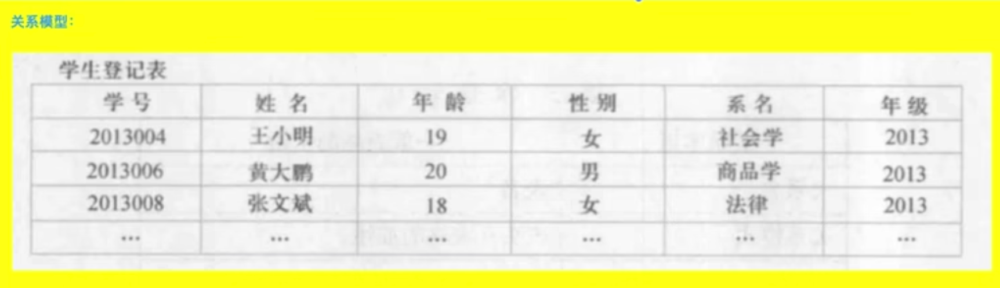 关系模型：
学生登记表
学号 姓名 年龄 性别 系名 年级
2013004 王小明 19 女 社会学 2013
2013006 黄大鹏 20 男 商品学 2013
2013008 张文斌 18 女 法律 2013
… … … … … …